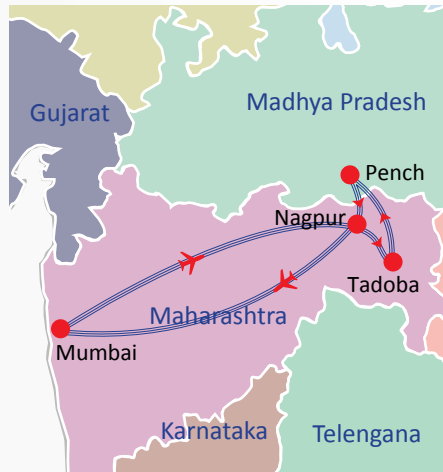 Gujarat
Madhya Pradesh
Pench
Nagpur
Tadoba
Maharashtra
Mumbai
Karnataka
Telengana